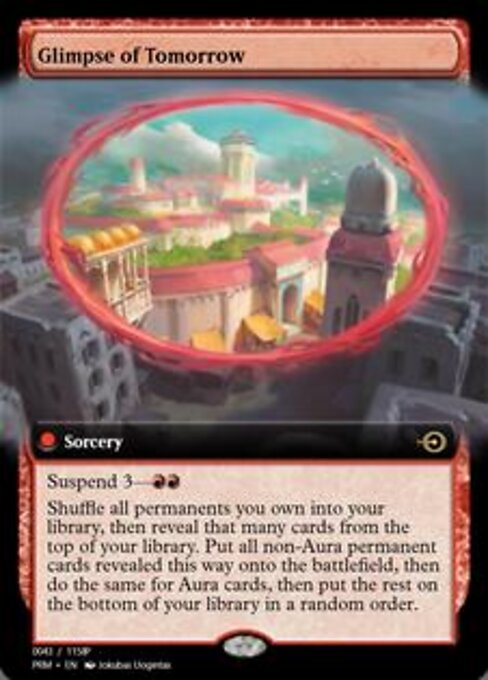 Glimpse of Tomorrow
Sorcery
Suspend 3—
Shuffle all permanents you own into your
library, then reveal that many cards from the
top of your library. Put all non-Aura permanent
cards revealed this way onto the battlefield, then
do the same for Aura cards, then put the rest on
the bottom of your library in a random order.
PRM • EN